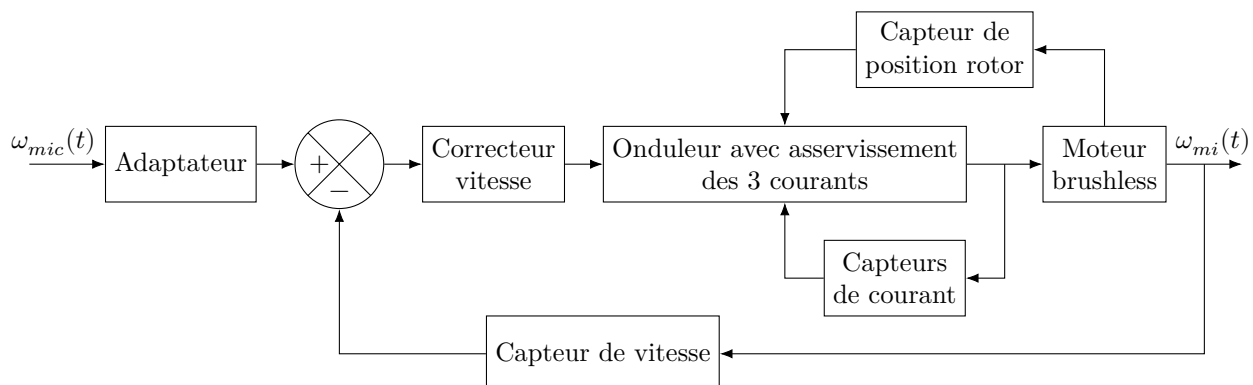 Capteur de
position rotor
ω_mic(t)
Adaptateur
+
−
Correcteur
vitesse
Onduleur avec asservissement
des 3 courants
Moteur
brushless
ω_mi(t)
Capteurs
de courant
Capteur de vitesse